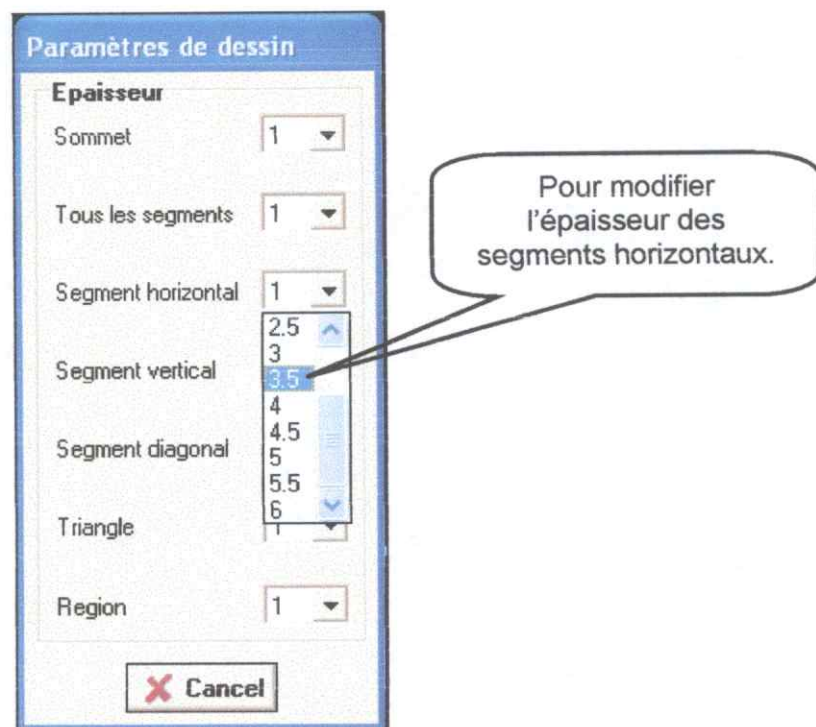 Paramètres de dessin
Epaisseur
Sommet 1
Tous les segments 1
Segment horizontal 1
2.5
3
3.5
Segment vertical
4
4.5
Segment diagonal
5
5.5
6
Triangle 1
Region 1
Cancel
Pour modifier
l'épaisseur des
segments horizontaux.